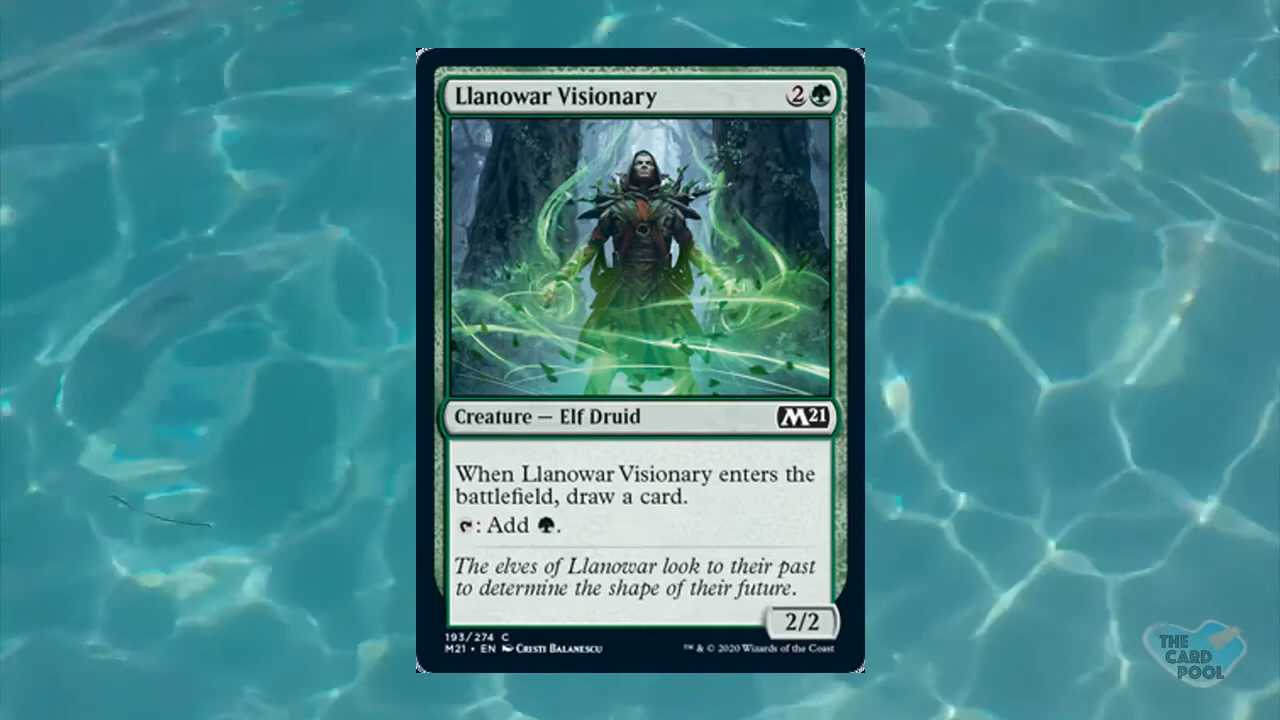 Llanowar Visionary 2
Creature — Elf Druid M21
When Llanowar Visionary enters the
battlefield, draw a card.
: Add .
The elves of Llanowar look to their past
to determine the shape of their future.
2/2
193/274 C
M21 • EN Cristi Balanescu ™ & © 2020 Wizards of the Coast
THE
CARD
POOL